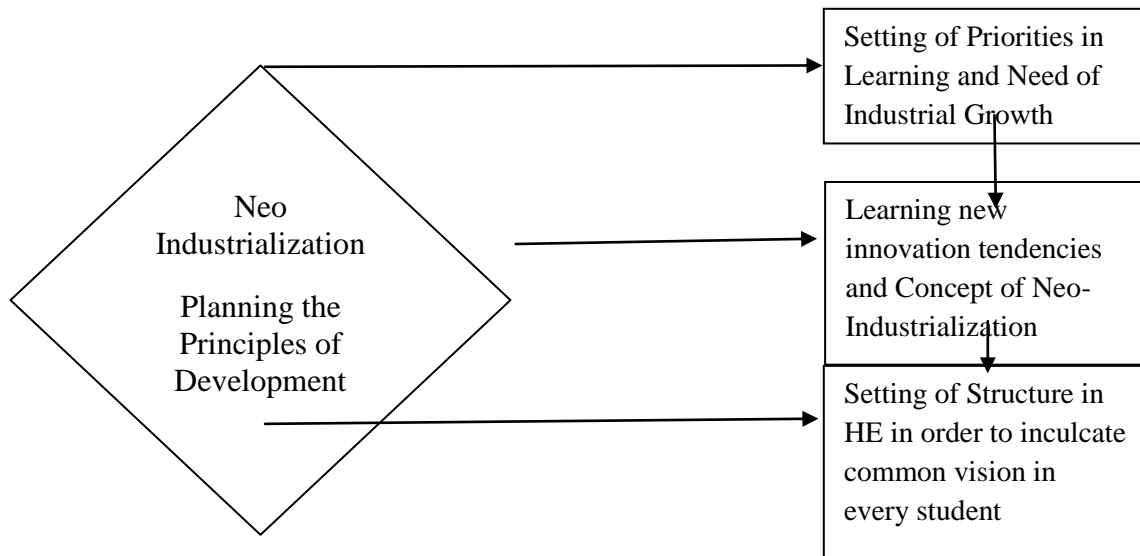 Neo
Industrialization
Planning the
Principles of
Development
Setting of Priorities in
Learning and Need of
Industrial Growth
Learning new
innovation tendencies
and Concept of Neo-
Industrialization
Setting of Structure in
HE in order to inculcate
common vision in
every student